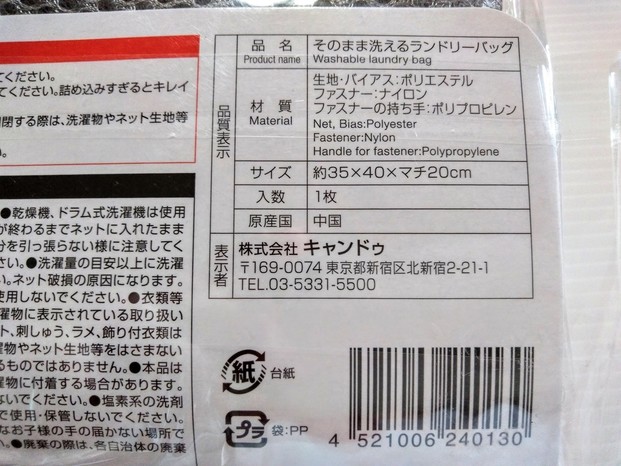 てください。
てください。詰め込みすぎるとキレイ
閉する際は、洗濯物やネット生地等
い。
●乾燥機、ドラム式洗濯機は使用
が終わるまでネットに入れたまま
分を引っ張らない様に注意してく
い。●洗濯量の目安以上に洗濯
い。ネット破損の原因になります。
使用しないでください。●衣類等
濯物に表示されている取り扱い
ト、刺しゅう、ラメ、飾り付衣類は
濯物やネット生地等をはさまない
るものではありません。●本品は
濯物に付着する場合があります。
ないでください。●塩素系の洗剤
で使用・保管しないでください。
なお子様の手の届かない場所で
●廃棄の際は、各自治体の廃棄
品質表示
品 名
Product name
そのまま洗えるランドリーバッグ
Washable laundry bag
材 質
Material
生地・バイアス:ポリエステル
ファスナー:ナイロン
ファスナーの持ち手:ポリプロピレン
Net, Bias:Polyester
Fastener:Nylon
Handle for fastener:Polypropylene
サイズ 約35×40×マチ20cm
入数 1枚
原産国 中国
表示者
株式会社 キャンドゥ
〒169-0074 東京都新宿区北新宿2-21-1
TEL.03-5331-5500
紙 台紙
プラ 袋:PP
4 521006 240130